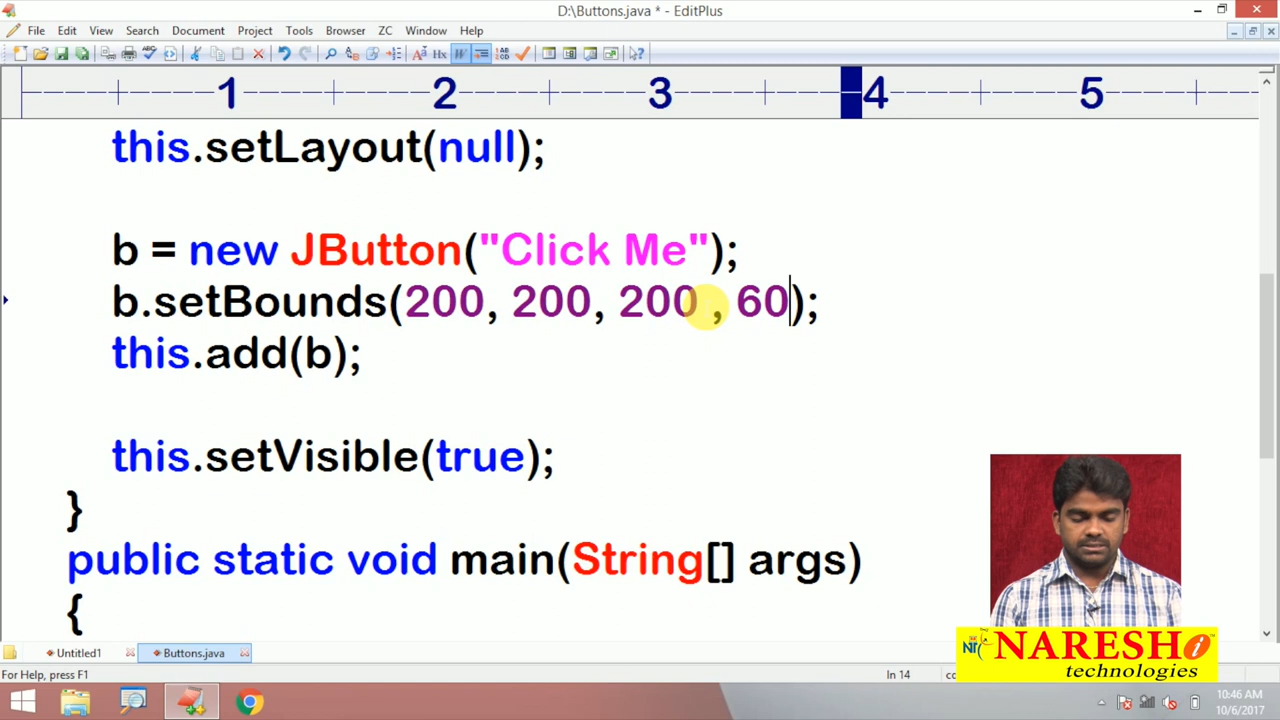 D:\Buttons.java * - EditPlus
File Edit View Search Document Project Tools Browser ZC Window Help
1 2 3 4 5
this.setLayout(null);
b = new JButton("Click Me");
b.setBounds(200, 200, 200 , 60);
this.add(b);
this.setVisible(true);
}
public static void main(String[] args)
{
NARESH i
technologies
Untitled1 Buttons.java
For Help, press F1 ln 14
10:46 AM
10/6/2017